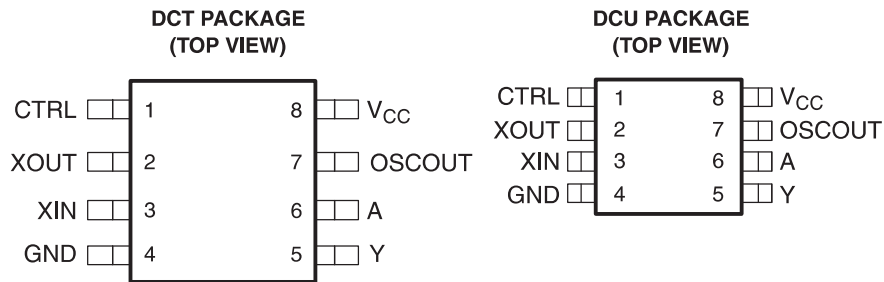 DCT PACKAGE
(TOP VIEW)
CTRL 1 8 VCC
XOUT 2 7 OSCOUT
XIN 3 6 A
GND 4 5 Y
DCU PACKAGE
(TOP VIEW)
CTRL 1 8 VCC
XOUT 2 7 OSCOUT
XIN 3 6 A
GND 4 5 Y